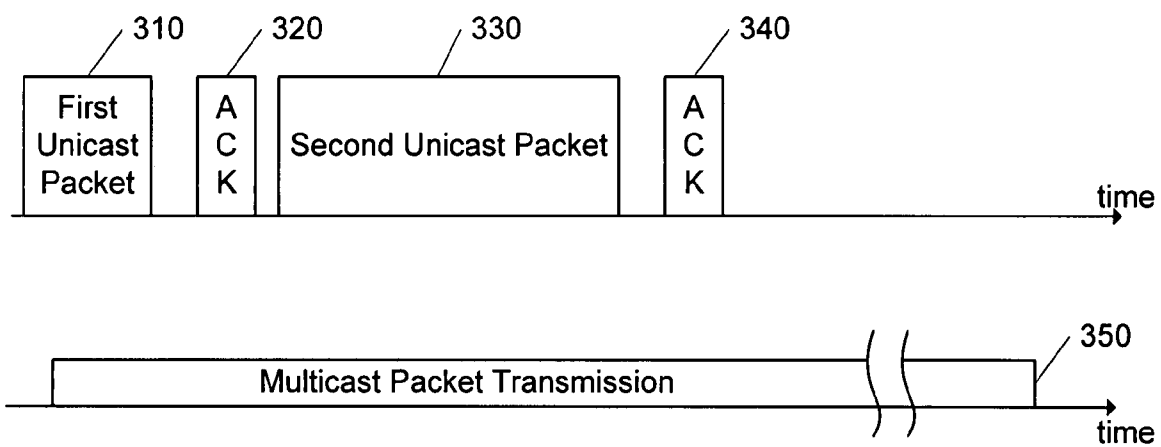 310
320
330
340
First
Unicast
Packet
A
C
K
Second Unicast Packet
A
C
K
time
350
Multicast Packet Transmission
time